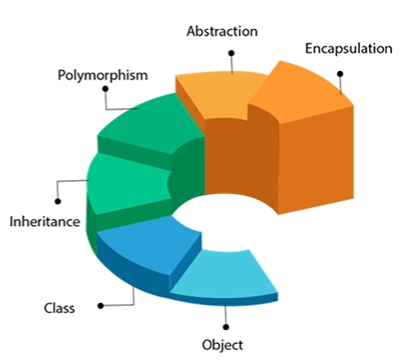 Abstraction
Encapsulation
Polymorphism
Inheritance
Class
Object